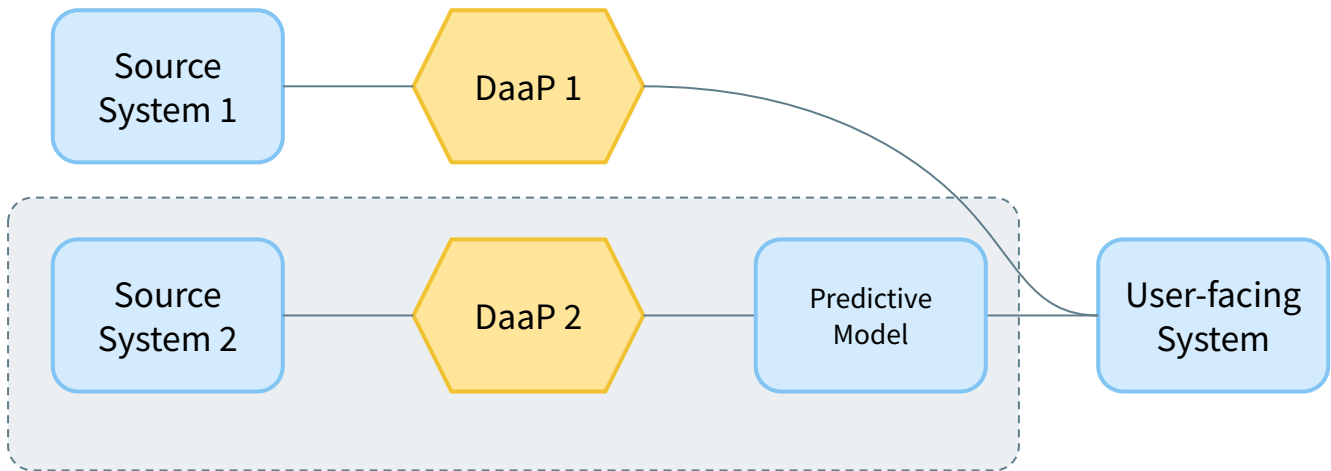 Source
System 1
DaaP 1
Source
System 2
DaaP 2
Predictive
Model
User-facing
System